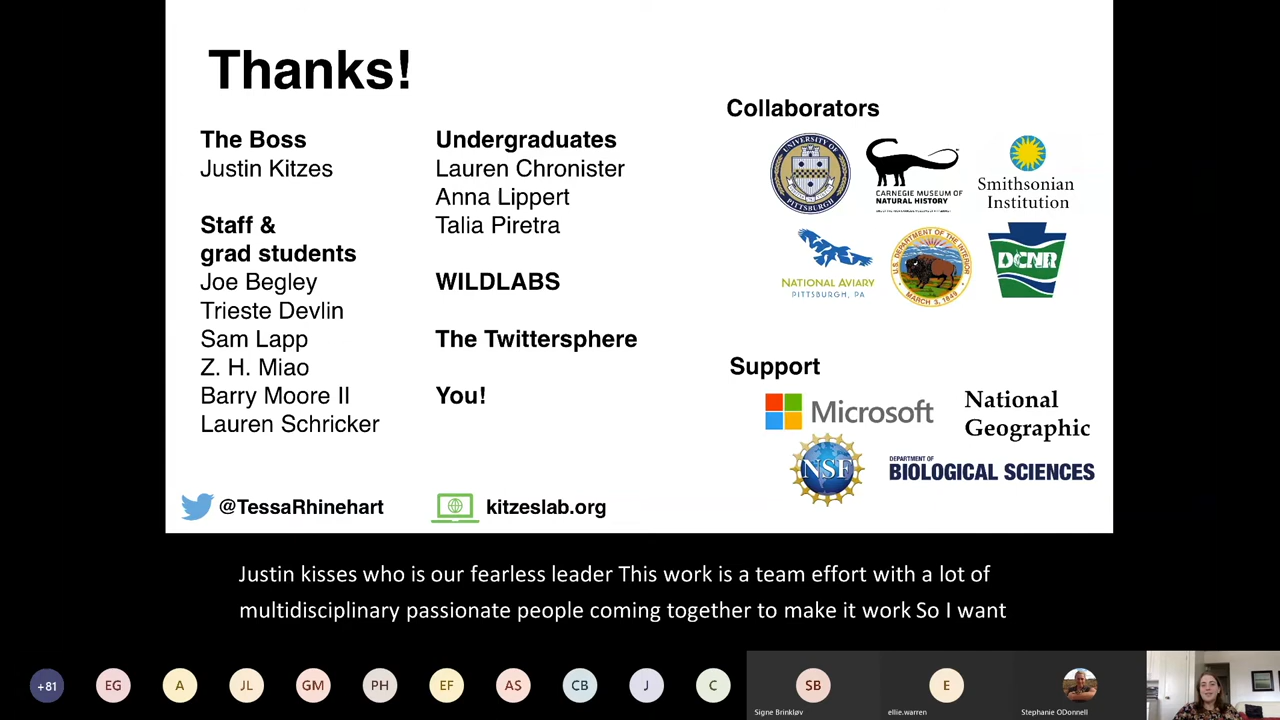 Thanks!
The Boss
Justin Kitzes
Staff &
grad students
Joe Begley
Trieste Devlin
Sam Lapp
Z. H. Miao
Barry Moore II
Lauren Schricker
Undergraduates
Lauren Chronister
Anna Lippert
Talia Piretra
WILDLABS
The Twittersphere
You!
Collaborators
UNIVERSITY OF
PITTSBURGH
CARNEGIE MUSEUM OF
NATURAL HISTORY
Smithsonian
Institution
NATIONAL AVIARY
PITTSBURGH, PA
U.S. DEPARTMENT OF THE INTERIOR
MARCH 3, 1849
DCNR
Support
Microsoft
National
Geographic
NSF
DEPARTMENT OF
BIOLOGICAL SCIENCES
@TessaRhinehart
kitzeslab.org
Justin kisses who is our fearless leader This work is a team effort with a lot of
multidisciplinary passionate people coming together to make it work So I want
+81 EG A JL GM PH EF AS CB J C SB E
Signe Brinkløv ellie.warren Stephanie ODonnell